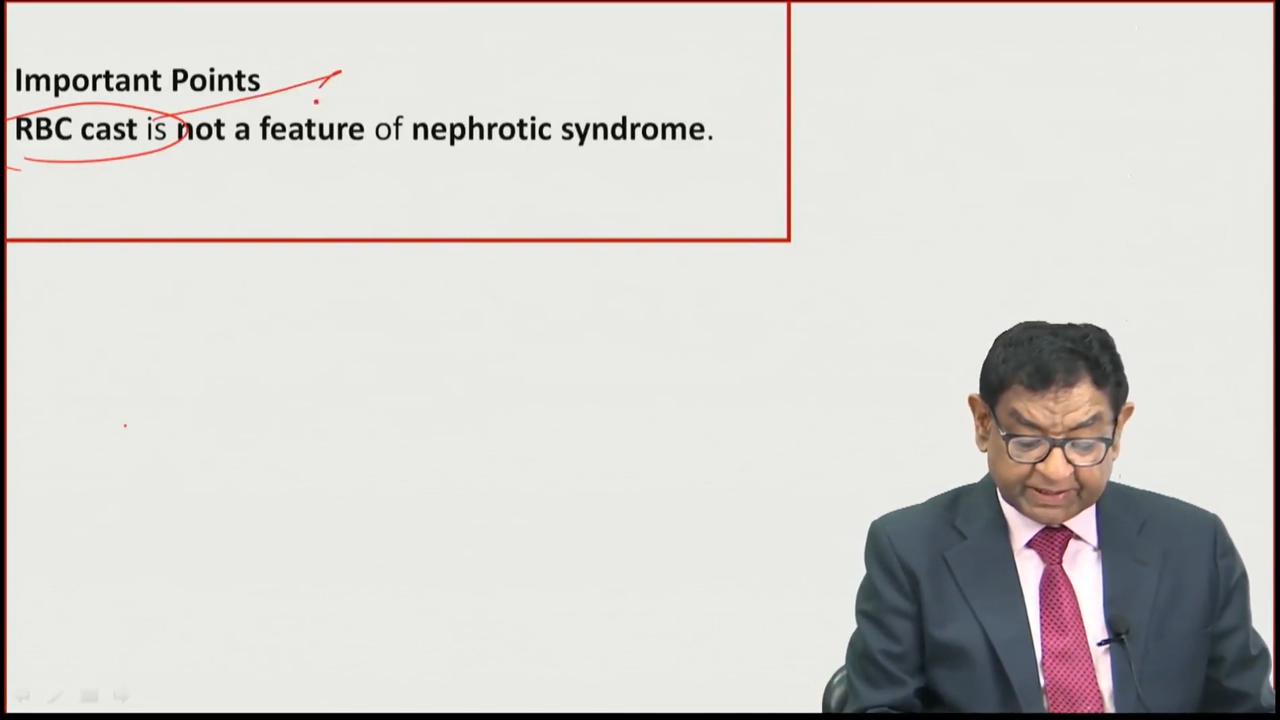 Important Points
RBC cast is not a feature of nephrotic syndrome.